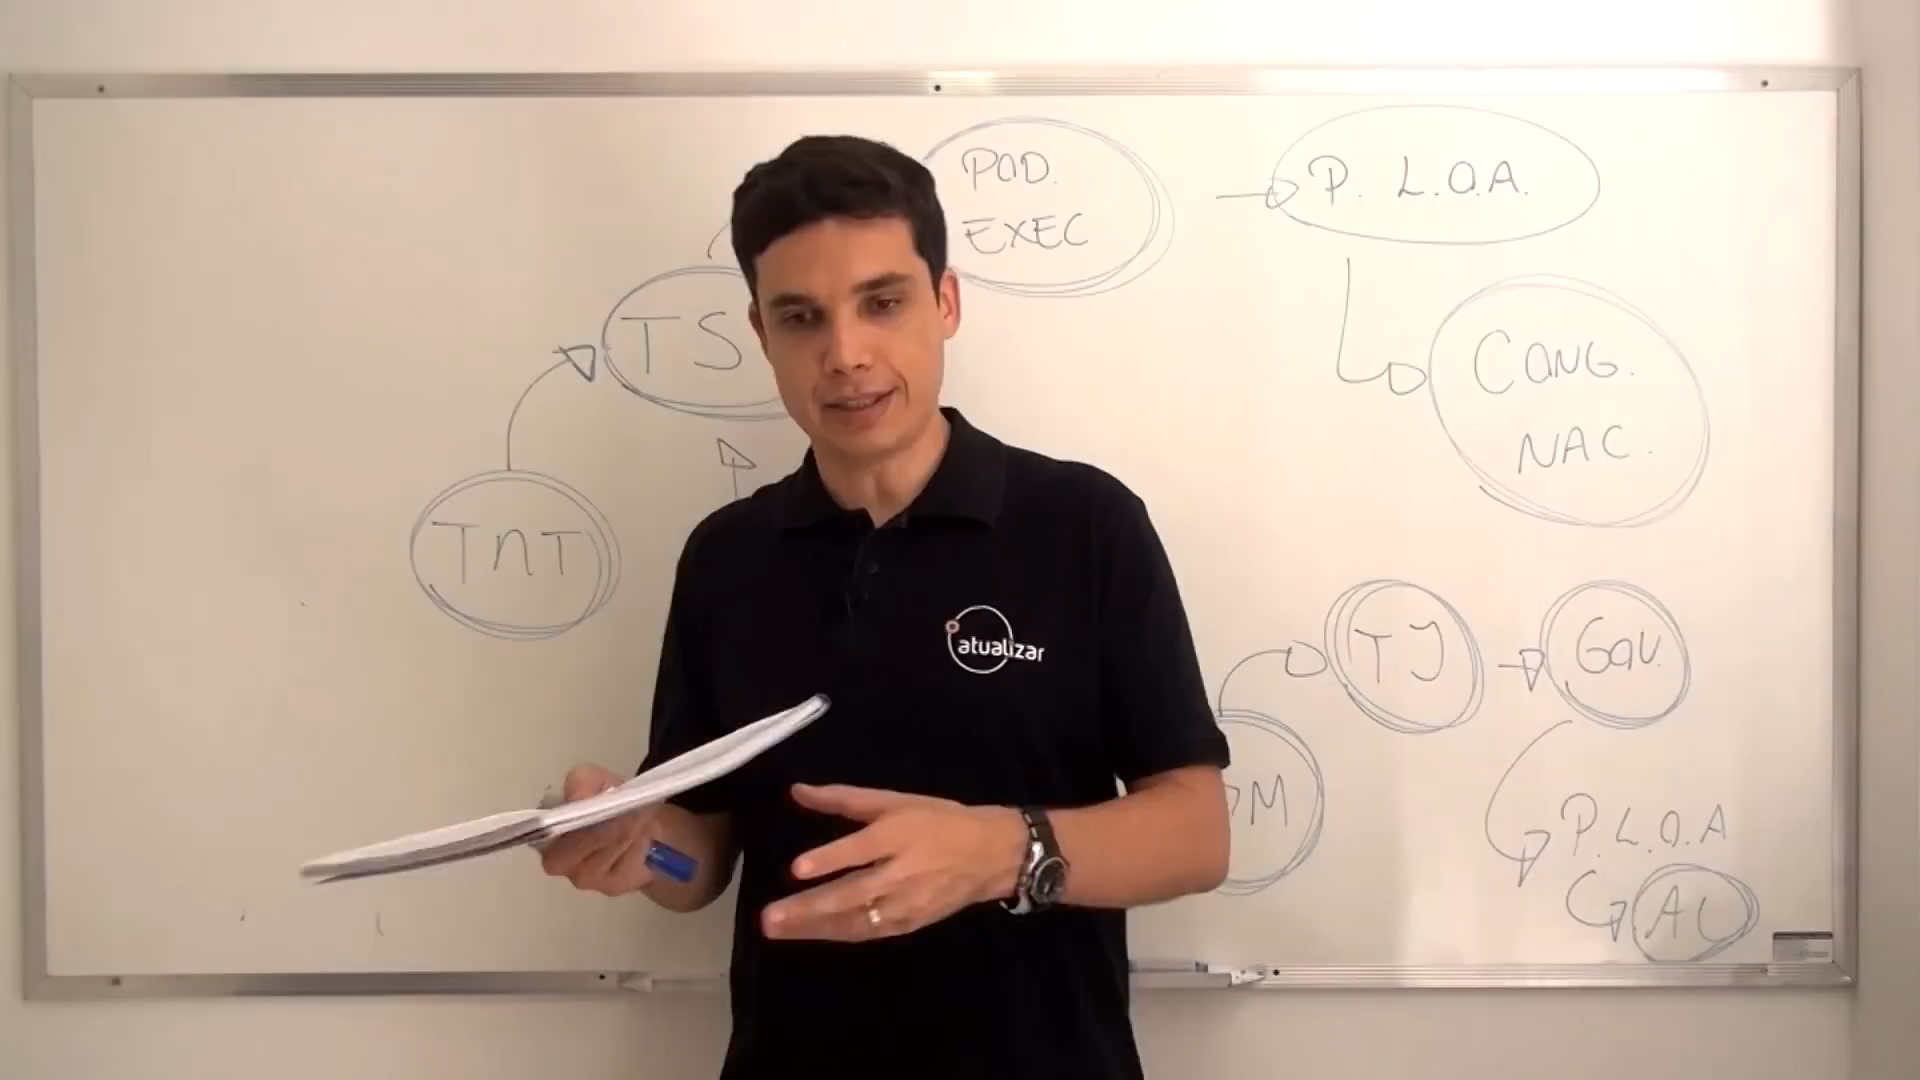 POD.
EXEC
P. L.O.A.
TS
CONG.
NAC.
TNT
atualizar
TJ
Gov.
M
P.L.O.A
AL